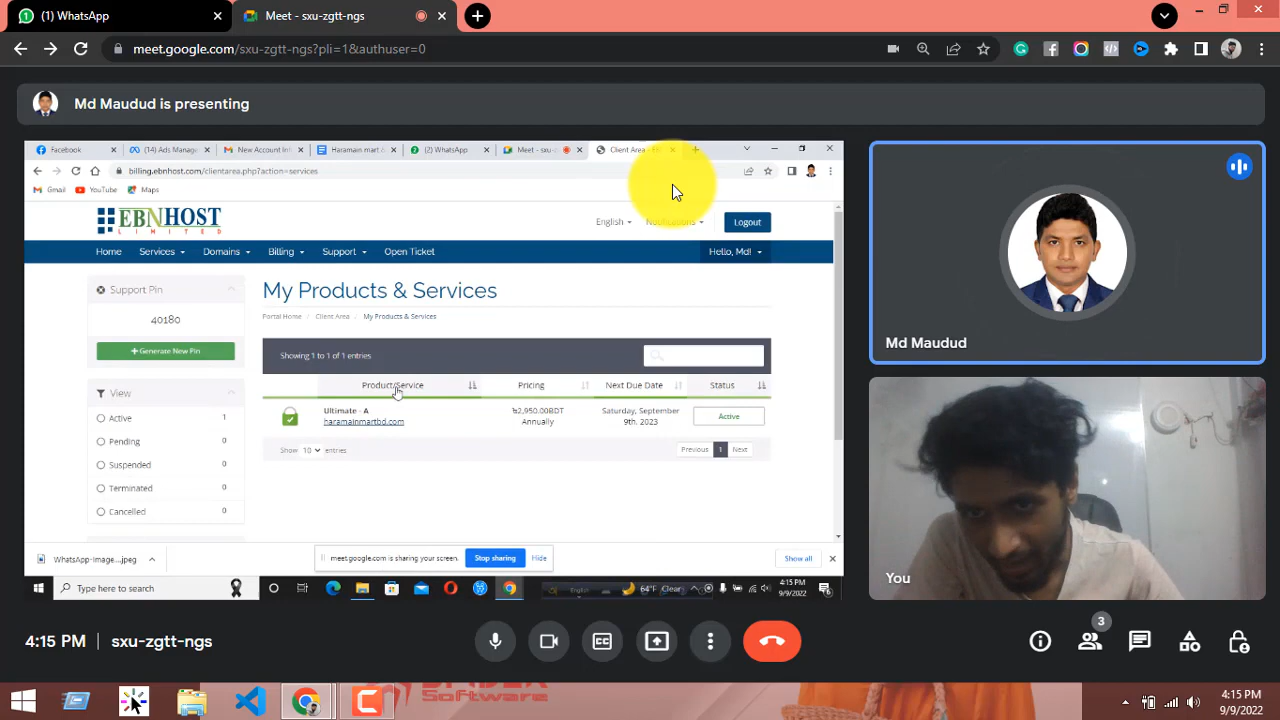 (1) WhatsApp
Meet - sxu-zgtt-ngs
meet.google.com/sxu-zgtt-ngs?pli=1&authuser=0
Md Maudud is presenting
Facebook
(14) Ads Manage
New Account Info
Haramain mart A
(2) WhatsApp
Meet - sxu-z
Client Area - E
billing.ebnhost.com/clientarea.php?action=services
Gmail
YouTube
Maps
EBNHOST
LIMITED
English
Notifications
Logout
Home
Services
Domains
Billing
Support
Open Ticket
Hello, Md!
Support Pin
40180
Generate New Pin
View
Active 1
Pending 0
Suspended 0
Terminated 0
Cancelled 0
My Products & Services
Portal Home / Client Area / My Products & Services
Showing 1 to 1 of 1 entries
Product/Service
Pricing
Next Due Date
Status
Ultimate - A
haramainmartbd.com
৳2,950.00BDT
Annually
Saturday, September
9th, 2023
Active
Show 10 entries
Previous 1 Next
WhatsApp-Image....jpeg
meet.google.com is sharing your screen.
Stop sharing
Hide
Show all
Type here to search
English
64°F Clear
4:15 PM
9/9/2022
Md Maudud
You
4:15 PM
sxu-zgtt-ngs
CC
3
Software
4:15 PM
9/9/2022